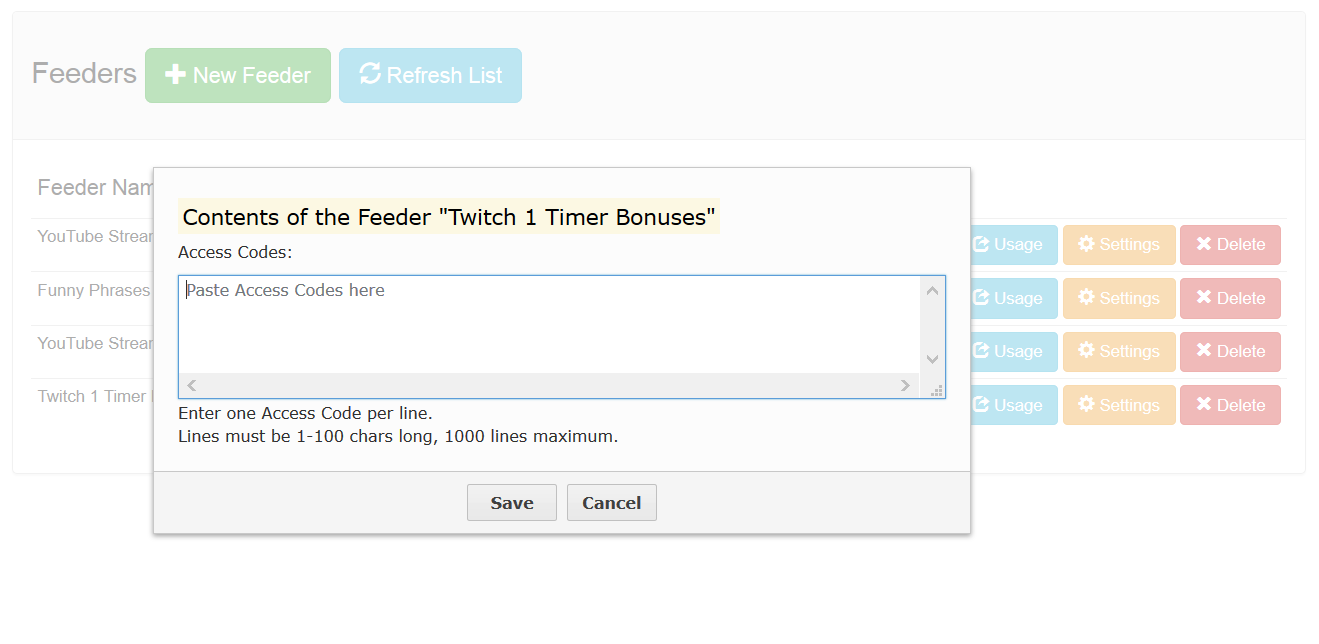 Feeders New Feeder Refresh List
Feeder Nam
Contents of the Feeder "Twitch 1 Timer Bonuses"
YouTube Strear Usage Settings Delete
Access Codes:
Funny Phrases Paste Access Codes here Usage Settings Delete
YouTube Strear Usage Settings Delete
Twitch 1 Timer Usage Settings Delete
Enter one Access Code per line.
Lines must be 1-100 chars long, 1000 lines maximum.
Save Cancel